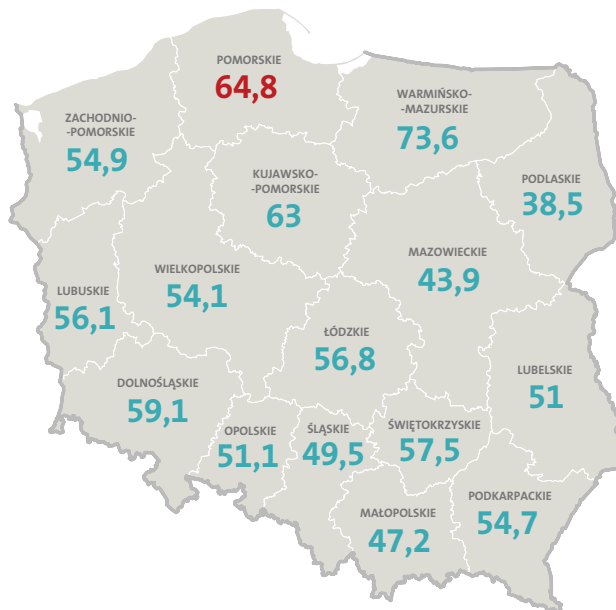 POMORSKIE
64,8
WARMIŃSKO-
-MAZURSKIE
73,6
ZACHODNIO-
-POMORSKIE
54,9
KUJAWSKO-
-POMORSKIE
63
PODLASKIE
38,5
MAZOWIECKIE
43,9
WIELKOPOLSKIE
54,1
LUBUSKIE
56,1
ŁÓDZKIE
56,8
LUBELSKIE
51
DOLNOŚLĄSKIE
59,1
OPOLSKIE
51,1
ŚLĄSKIE
49,5
ŚWIĘTOKRZYSKIE
57,5
PODKARPACKIE
54,7
MAŁOPOLSKIE
47,2